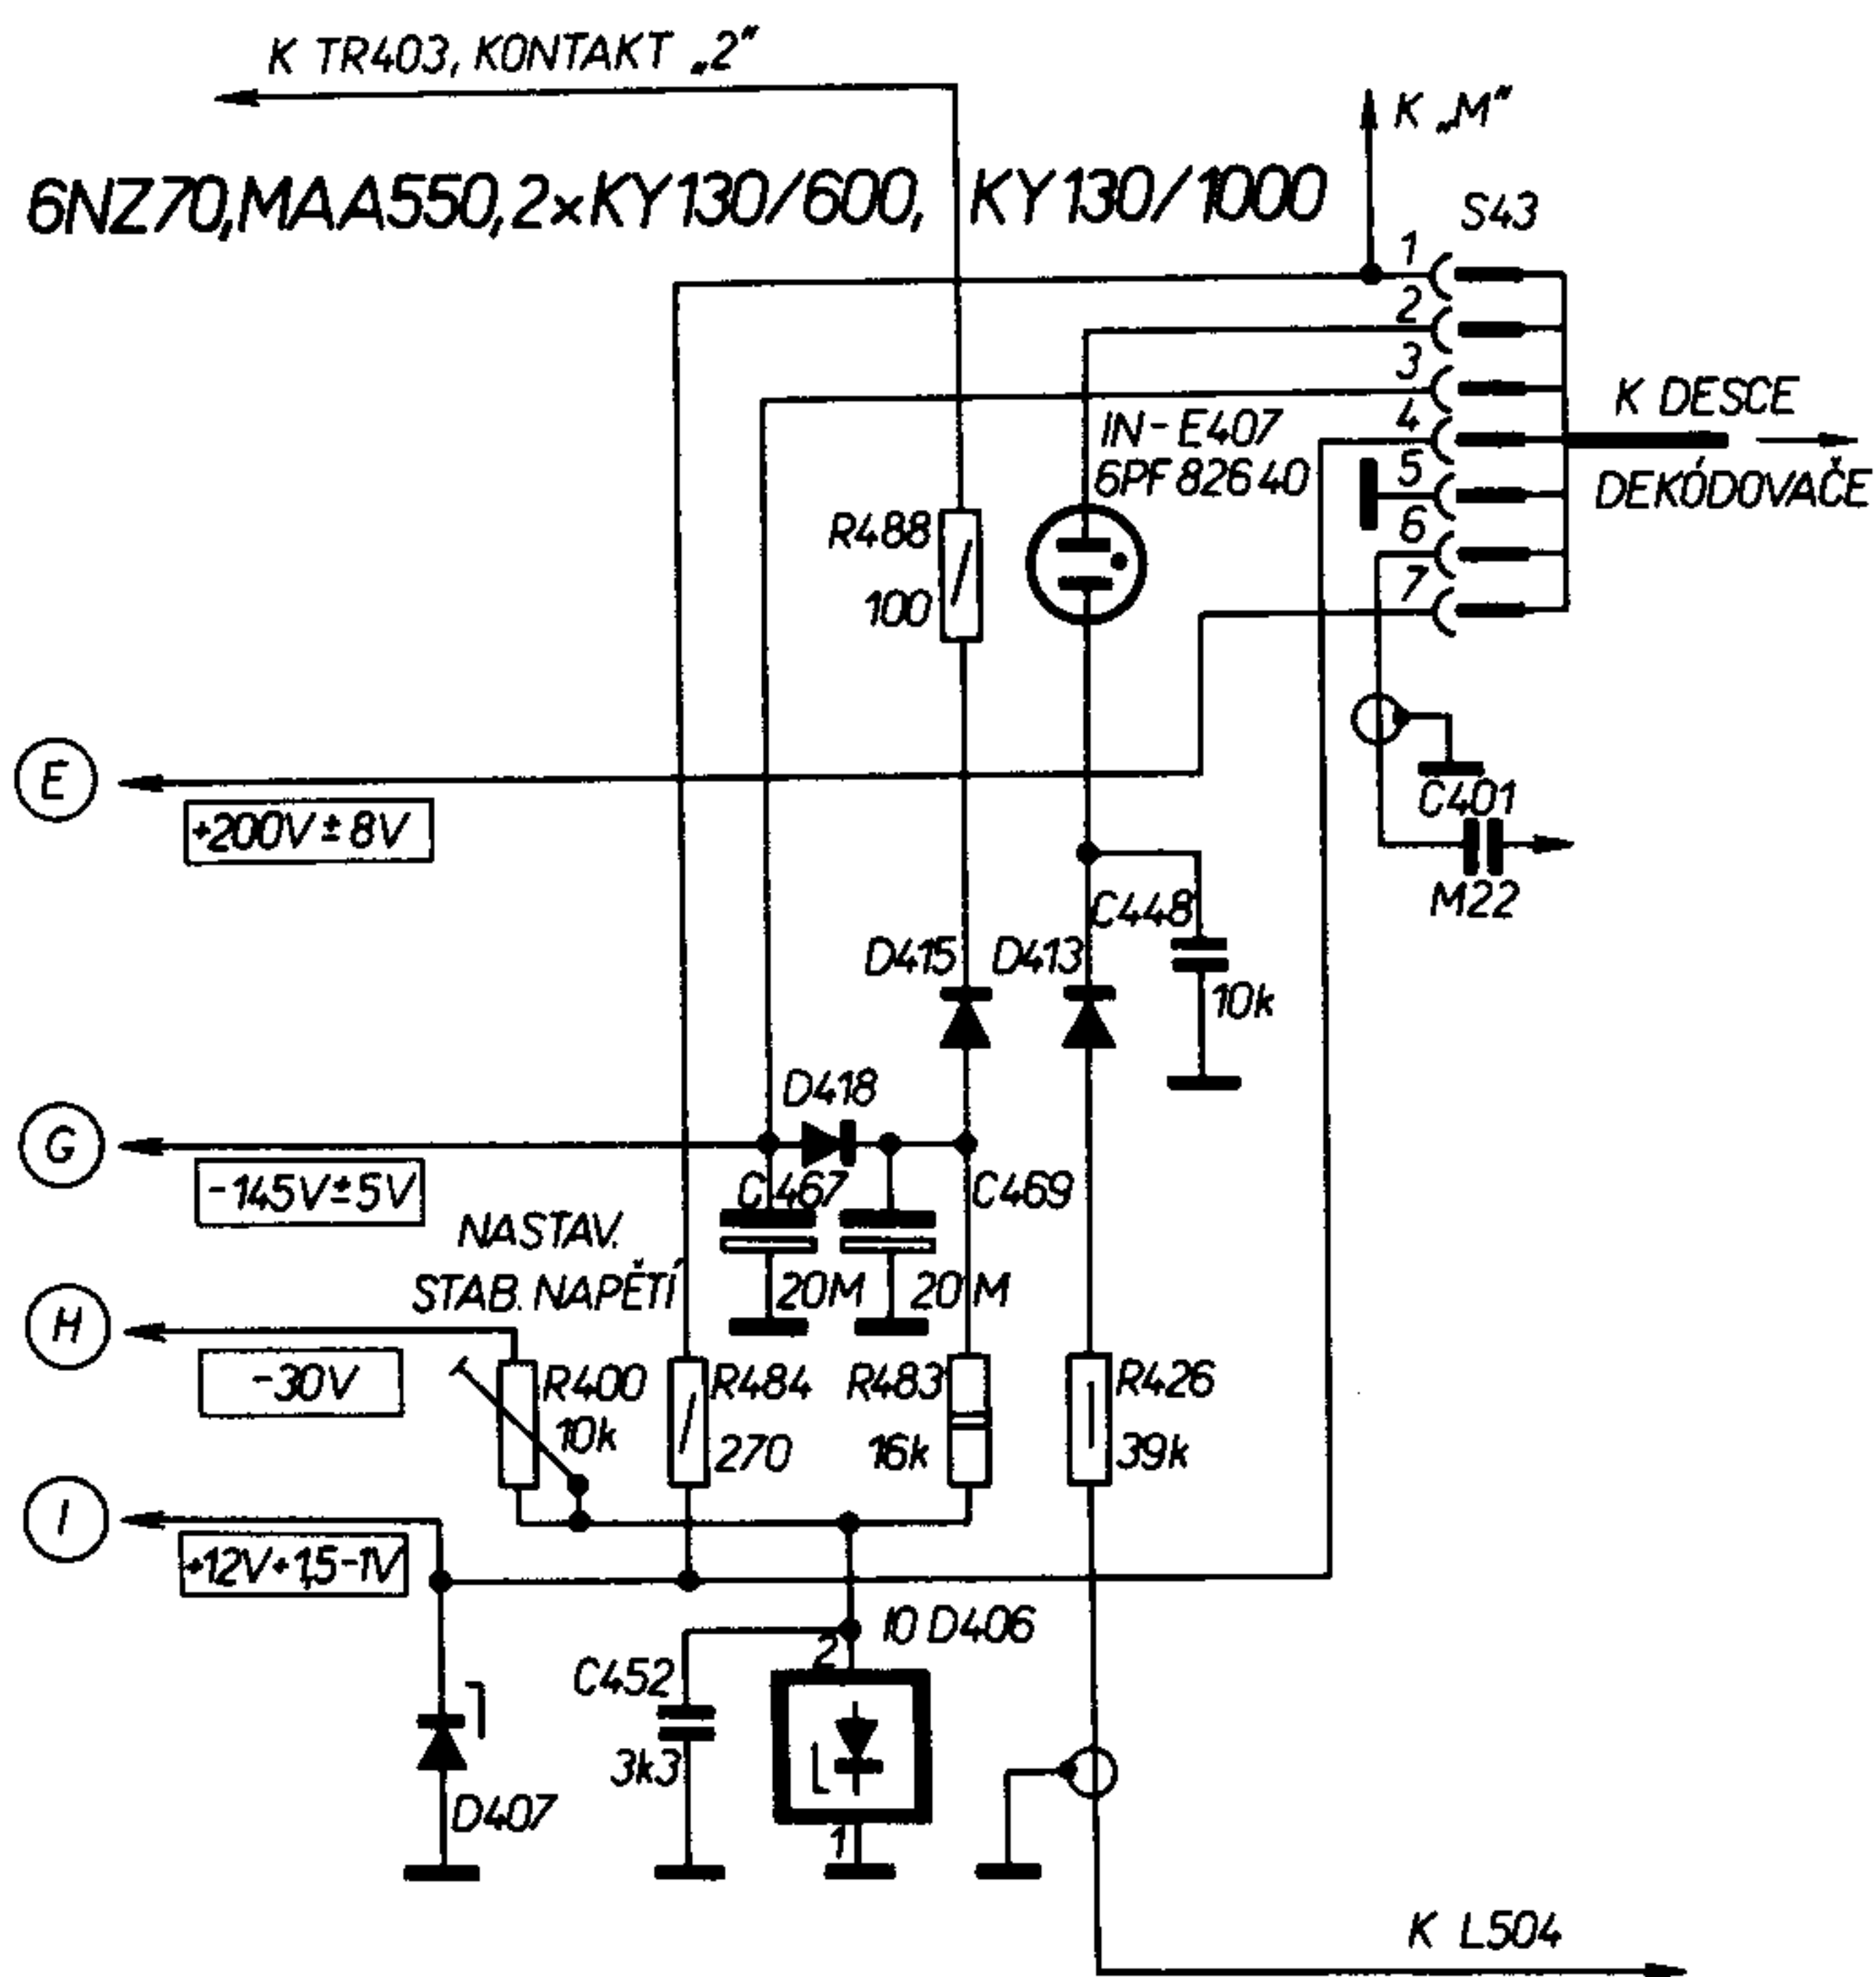 K TR403, KONTAKT „2"
K „M"
6NZ70, MAA550, 2xKY130/600, KY130/1000
S43
1
2
3
4
5
6
7
K DESCE
DEKÓDOVAČE
IN-E407
6PF 826 40
R488
100
E
+200V±8V
C401
M22
C448
10k
D415
D413
D418
G
-145V±5V
C467
C469
20M
20M
NASTAV.
STAB. NAPĚTÍ
H
-30V
R400
10k
R484
270
R483
16k
R426
39k
I
+12V+1,5-1V
IO D406
2
C452
3k3
1
D407
K L504